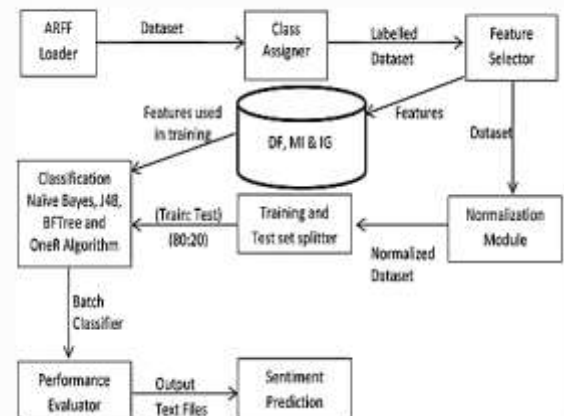 ARFF
Loader
Dataset
Class
Assigner
Labelled
Dataset
Feature
Selector
Features used
in training
DF, MI & IG
Features
Dataset
Classification
Naïve Bayes, J48,
BFTree and
OneR Algorithm
(Train: Test)
(80:20)
Training and
Test set splitter
Normalized
Dataset
Normalization
Module
Batch
Classifier
Performance
Evaluator
Output
Text Files
Sentiment
Prediction